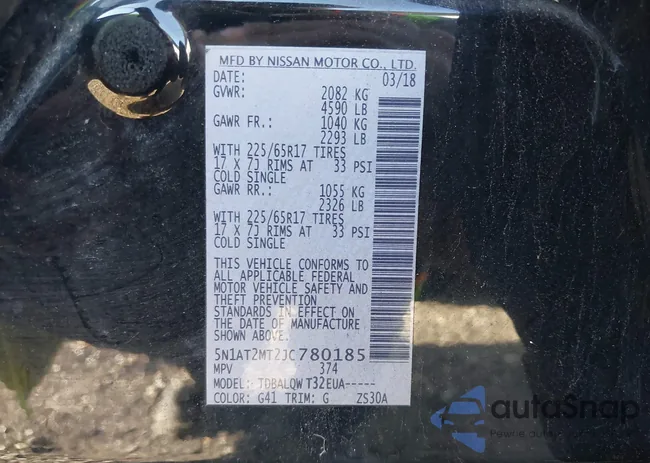 MFD BY NISSAN MOTOR CO., LTD.
DATE: 03/18
GVWR: 2082 KG
4590 LB
GAWR FR.: 1040 KG
2293 LB
WITH 225/65R17 TIRES
17 X 7J RIMS AT 33 PSI
COLD SINGLE
GAWR RR.: 1055 KG
2326 LB
WITH 225/65R17 TIRES
17 X 7J RIMS AT 33 PSI
COLD SINGLE
THIS VEHICLE CONFORMS TO
ALL APPLICABLE FEDERAL
MOTOR VEHICLE SAFETY AND
THEFT PREVENTION
STANDARDS IN EFFECT ON
THE DATE OF MANUFACTURE
SHOWN ABOVE.
5N1AT2MT2JC780185
MPV 374
MODEL: TDBALQW T32EUA-----
COLOR: G41 TRIM: G ZS30A
autoSnap
Pewne auto